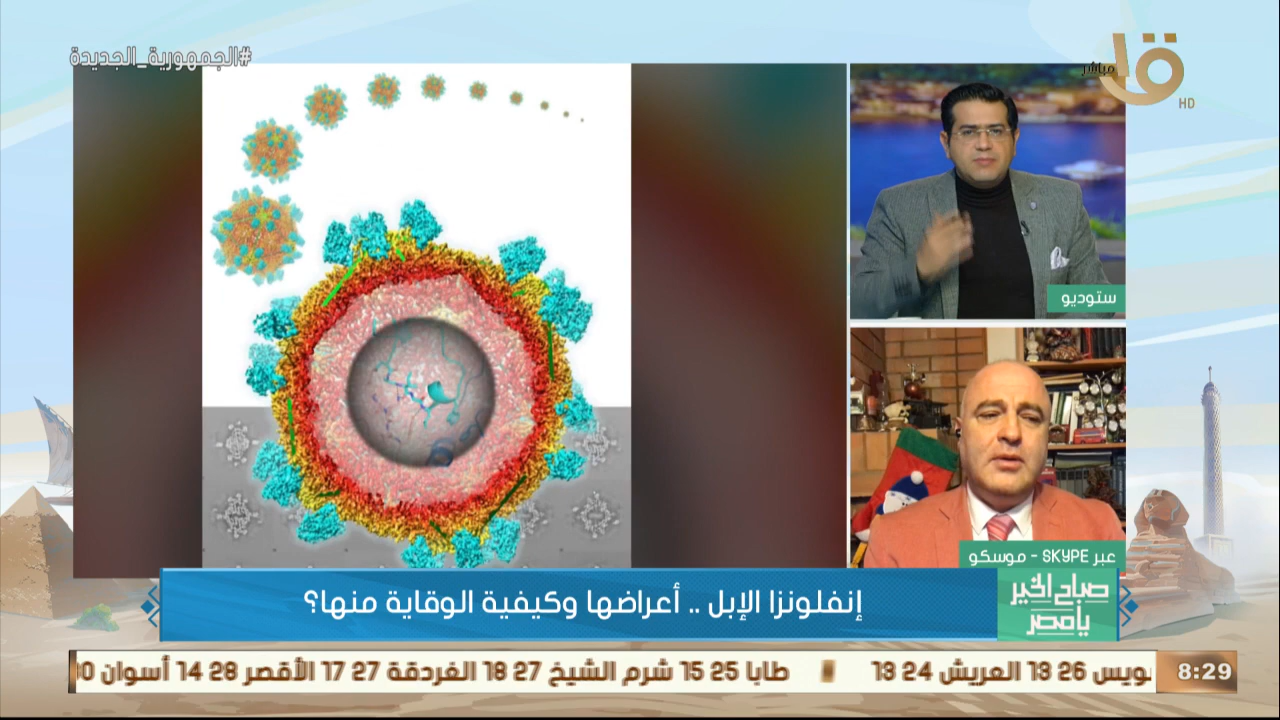 #الجمهورية_الجديدة
مباشر
HD
ستوديو
عبر SKYPE - موسكو
صباح الخير
يا مصر
إنفلونزا الإبل .. أعراضها وكيفية الوقاية منها؟
8:29
ويس 26 13 العريش 24 13 طابا 25 15 شرم الشيخ 27 18 الغردقة 27 17 الأقصر 28 14 أسوان